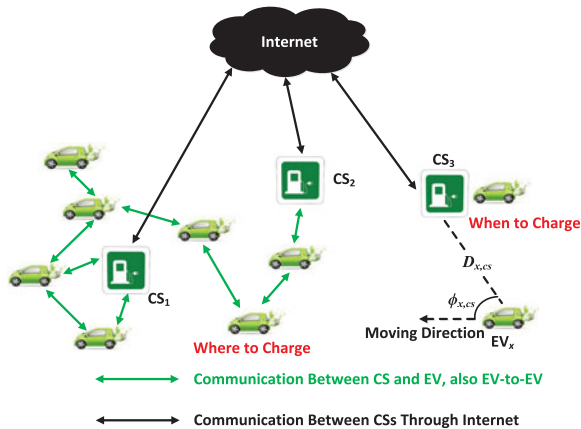 Internet
CS3
CS2
When to Charge
Dx,cs
CS1
ϕx,cs
Moving Direction
EVx
Where to Charge
Communication Between CS and EV, also EV-to-EV
Communication Between CSs Through Internet